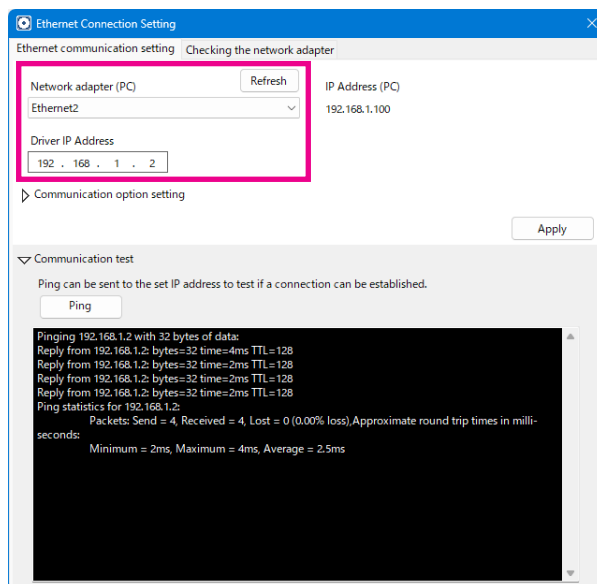 Ethernet Connection Setting
Ethernet communication setting Checking the network adapter
Network adapter (PC) Refresh IP Address (PC)
Ethernet2 192.168.1.100
Driver IP Address
192 . 168 . 1 . 2
Communication option setting
Apply
Communication test
Ping can be sent to the set IP address to test if a connection can be established.
Ping
Pinging 192.168.1.2 with 32 bytes of data:
Reply from 192.168.1.2: bytes=32 time=4ms TTL=128
Reply from 192.168.1.2: bytes=32 time=2ms TTL=128
Reply from 192.168.1.2: bytes=32 time=2ms TTL=128
Reply from 192.168.1.2: bytes=32 time=2ms TTL=128
Ping statistics for 192.168.1.2:
Packets: Send = 4, Received = 4, Lost = 0 (0.00% loss),Approximate round trip times in milli-
seconds:
Minimum = 2ms, Maximum = 4ms, Average = 2.5ms